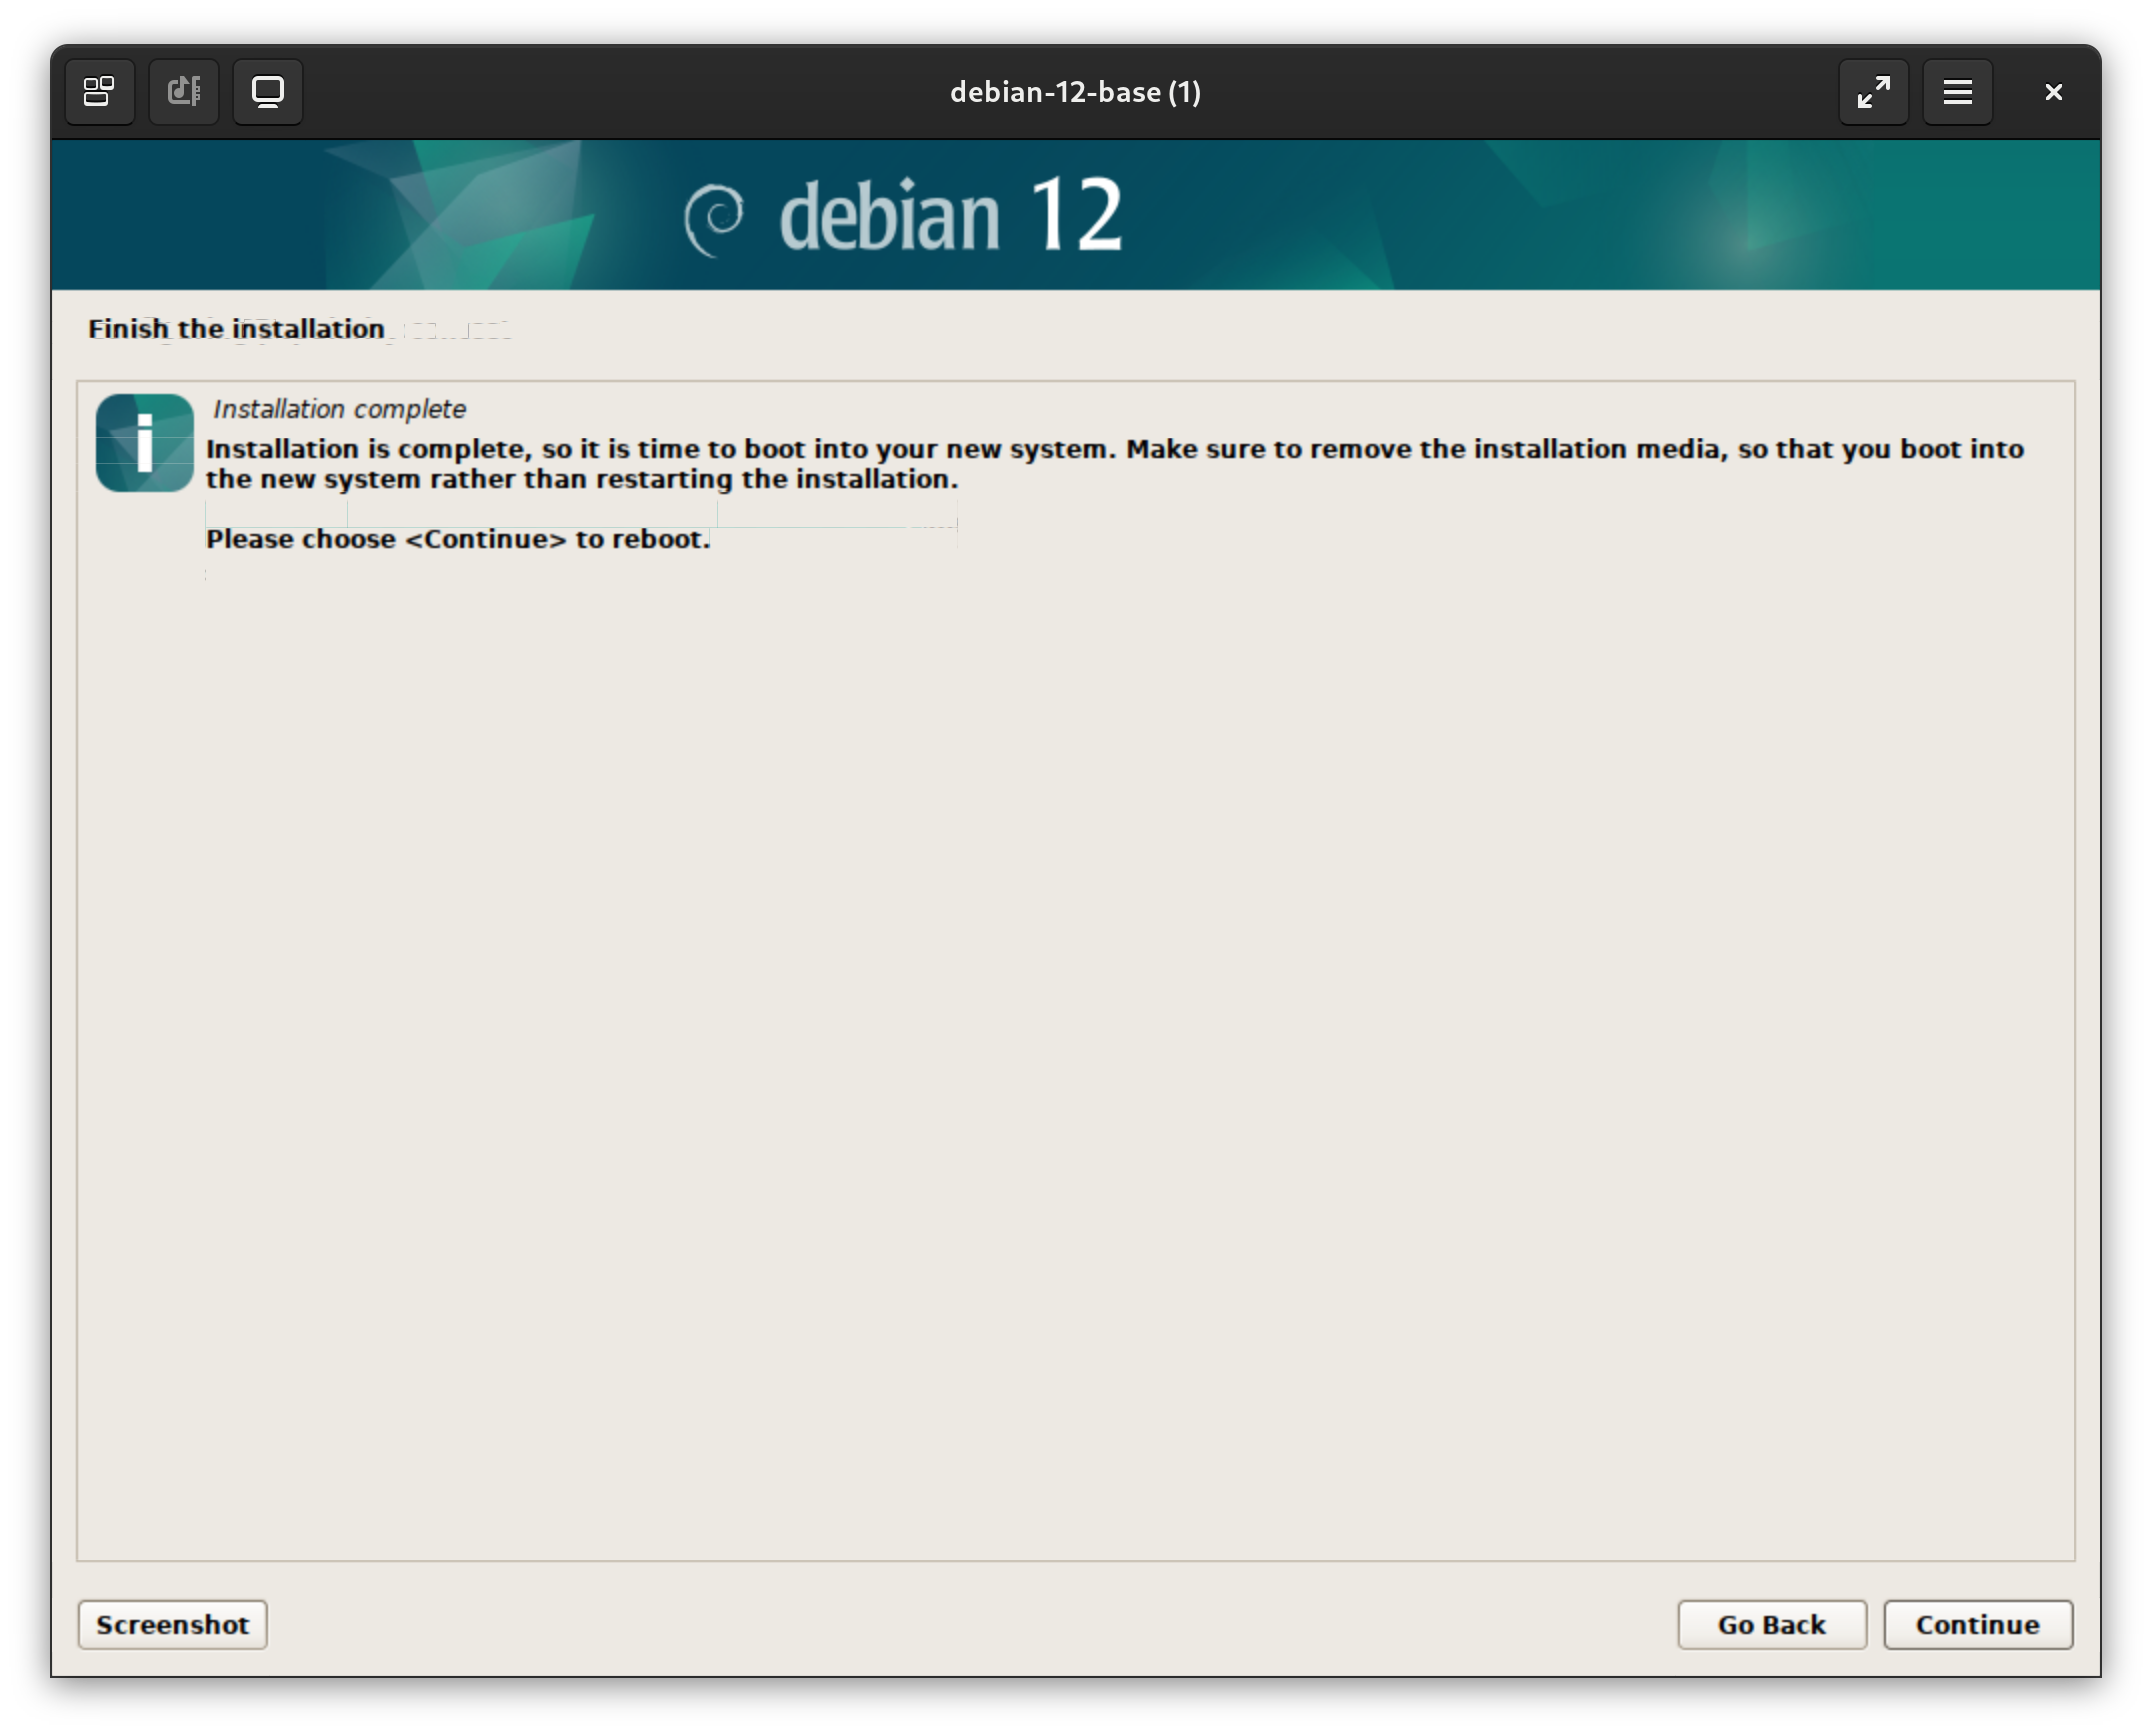 debian-12-base (1)
debian 12
Finish the installation
Installation complete
Installation is complete, so it is time to boot into your new system. Make sure to remove the installation media, so that you boot into
the new system rather than restarting the installation.
Please choose <Continue> to reboot.
Screenshot
Go Back
Continue